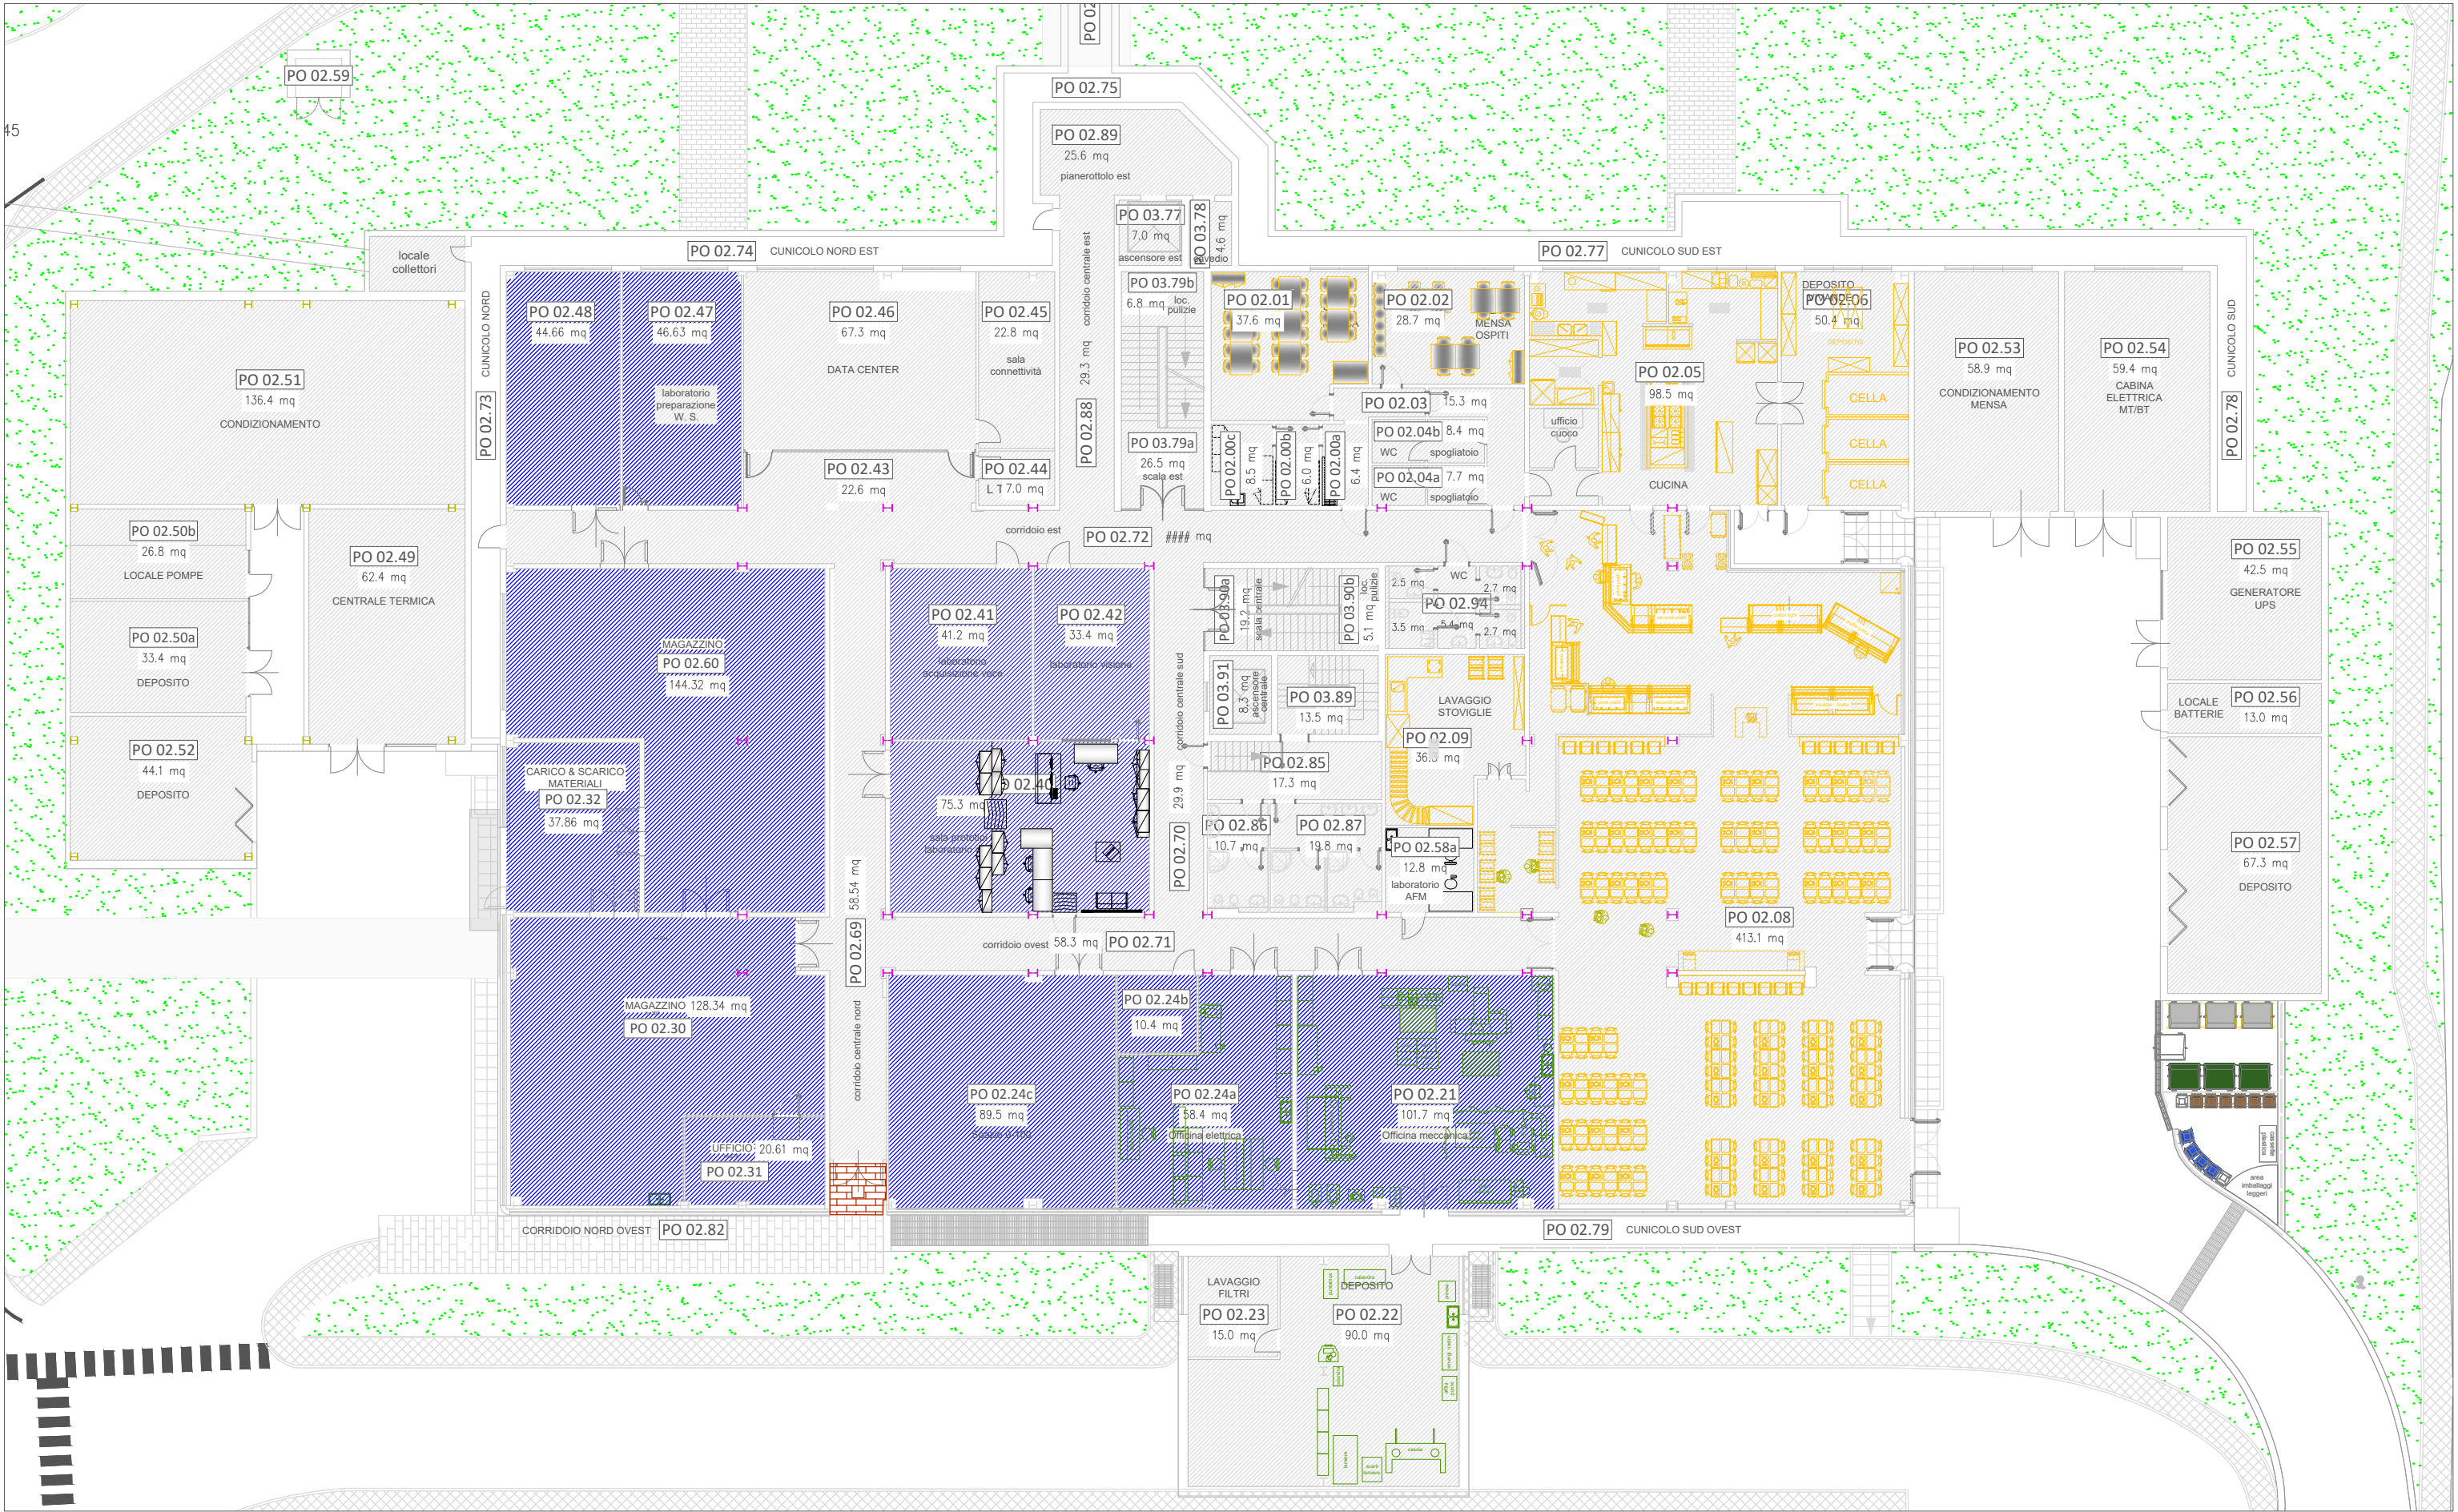 PO 02
PO 02.59
45
PO 02.75
PO 02.89
25.6 mq
pianerottolo est
PO 03.77
7.0 mq
ascensore est
PO 03.78
4.6 mq
cavedio
PO 02.74 CUNICOLO NORD EST
PO 02.77 CUNICOLO SUD EST
locale
collettori
CUNICOLO NORD
PO 02.73
PO 02.51
136.4 mq
CONDIZIONAMENTO
PO 02.48
44.66 mq
PO 02.47
46.63 mq
laboratorio
preparazione
W. S.
PO 02.46
67.3 mq
DATA CENTER
PO 02.45
22.8 mq
sala
connettività
PO 02.43
22.6 mq
PO 02.44
L T 7.0 mq
corridoio centrale est
29.3 mq
PO 02.88
PO 03.79b
6.8 mq
loc.
pulizie
PO 03.79a
26.5 mq
scala est
PO 02.01
37.6 mq
PO 02.02
28.7 mq
MENSA
OSPITI
PO 02.03
15.3 mq
PO 02.04b 8.4 mq
WC spogliatoio
PO 02.04a 7.7 mq
WC spogliatoio
PO 02.00c
8.5 mq
PO 02.00b
6.0 mq
PO 02.00a
6.4 mq
PO 02.05
98.5 mq
ufficio
cuoco
CUCINA
DEPOSITO
VIVANDE
PO 02.06
50.4 mq
DEPOSITO
CELLA
CELLA
CELLA
PO 02.53
58.9 mq
CONDIZIONAMENTO
MENSA
PO 02.54
59.4 mq
CABINA
ELETTRICA
MT/BT
CUNICOLO SUD
PO 02.78
corridoio est
PO 02.72 #### mq
PO 02.50b
26.8 mq
LOCALE POMPE
PO 02.49
62.4 mq
CENTRALE TERMICA
PO 02.50a
33.4 mq
DEPOSITO
PO 02.52
44.1 mq
DEPOSITO
MAGAZZINO
PO 02.60
144.32 mq
CARICO & SCARICO
MATERIALI
PO 02.32
37.86 mq
PO 02.41
41.2 mq
laboratorio
acquisizione voce
PO 02.42
33.4 mq
laboratorio visione
O 02.40
75.3 mq
sala prototipi
laboratorio
corridoio centrale sud
29.9 mq
PO 02.70
PO 03.90a
19.2 mq
scala centrale
PO 03.90b
5.1 mq
loc.
pulizie
PO 03.91
8.3 mq
ascensore
centrale
PO 03.89
13.5 mq
PO 02.85
17.3 mq
PO 02.86
10.7 mq
PO 02.87
19.8 mq
WC
2.5 mq
2.7 mq
PO 02.94
5.4 mq
3.5 mq
2.7 mq
LAVAGGIO
STOVIGLIE
PO 02.09
mq
PO 02.58a
12.8 mq
laboratorio
AFM
PO 02.08
413.1 mq
PO 02.55
42.5 mq
GENERATORE
UPS
LOCALE
BATTERIE
PO 02.56
13.0 mq
PO 02.57
67.3 mq
DEPOSITO
58.54 mq
PO 02.69
corridoio centrale nord
corridoio ovest 58.3 mq PO 02.71
MAGAZZINO 128.34 mq
PO 02.30
UFFICIO 20.61 mq
PO 02.31
PO 02.24c
89.5 mq
Spazio 0-100
PO 02.24b
10.4 mq
PO 02.24a
58.4 mq
Officina elettrica
PO 02.21
101.7 mq
Officina meccanica
cassette
plastica
area
imballaggi
leggeri
CORRIDOIO NORD OVEST PO 02.82
PO 02.79 CUNICOLO SUD OVEST
LAVAGGIO
FILTRI
PO 02.23
15.0 mq
DEPOSITO
PO 02.22
90.0 mq